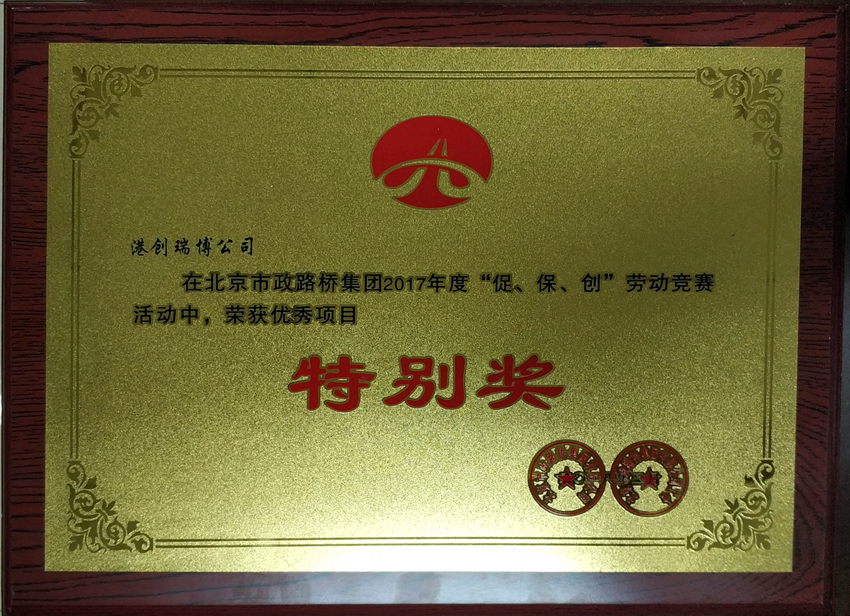 港创瑞博公司
在北京市政路桥集团2017年度“促、保、创”劳动竞赛
活动中，荣获优秀项目
特别奖